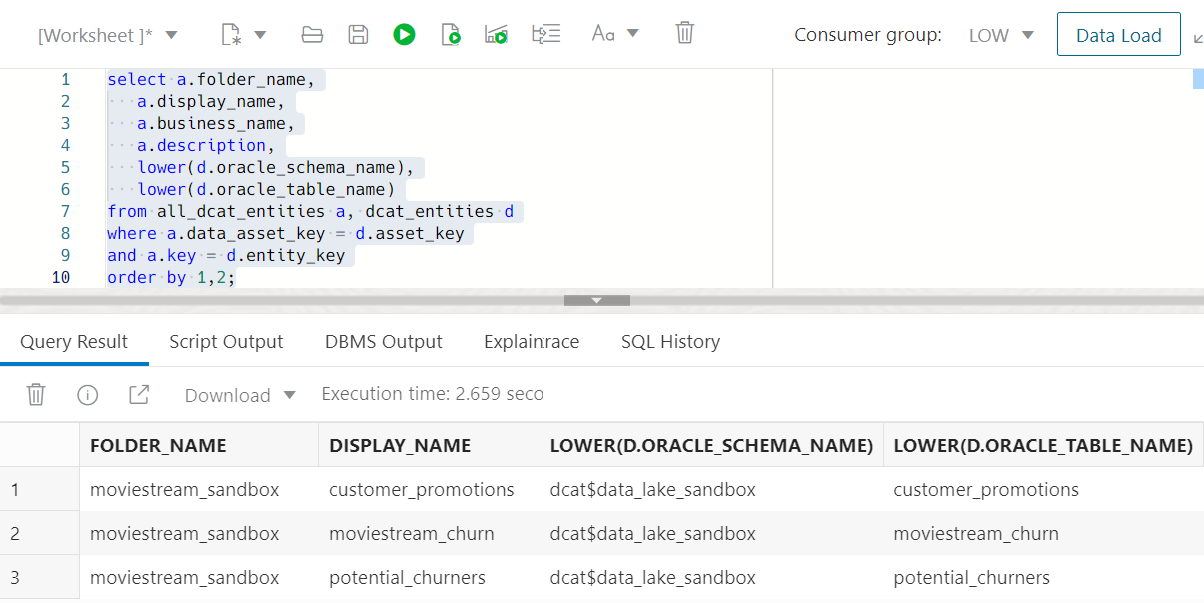 [Worksheet ]* Aa Consumer group: LOW Data Load
1 select a.folder_name,
2 a.display_name,
3 a.business_name,
4 a.description,
5 lower(d.oracle_schema_name),
6 lower(d.oracle_table_name)
7 from all_dcat_entities a, dcat_entities d
8 where a.data_asset_key = d.asset_key
9 and a.key = d.entity_key
10 order by 1,2;
Query Result Script Output DBMS Output Explainrace SQL History
Download Execution time: 2.659 seco
FOLDER_NAME DISPLAY_NAME LOWER(D.ORACLE_SCHEMA_NAME) LOWER(D.ORACLE_TABLE_NAME)
1 moviestream_sandbox customer_promotions dcat$data_lake_sandbox customer_promotions
2 moviestream_sandbox moviestream_churn dcat$data_lake_sandbox moviestream_churn
3 moviestream_sandbox potential_churners dcat$data_lake_sandbox potential_churners